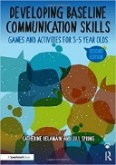 DEVELOPING BASELINE
COMMUNICATION SKILLS
GAMES AND ACTIVITIES FOR 3-5 YEAR OLDS
CATHERINE DELAMAIN AND JILL SPRING